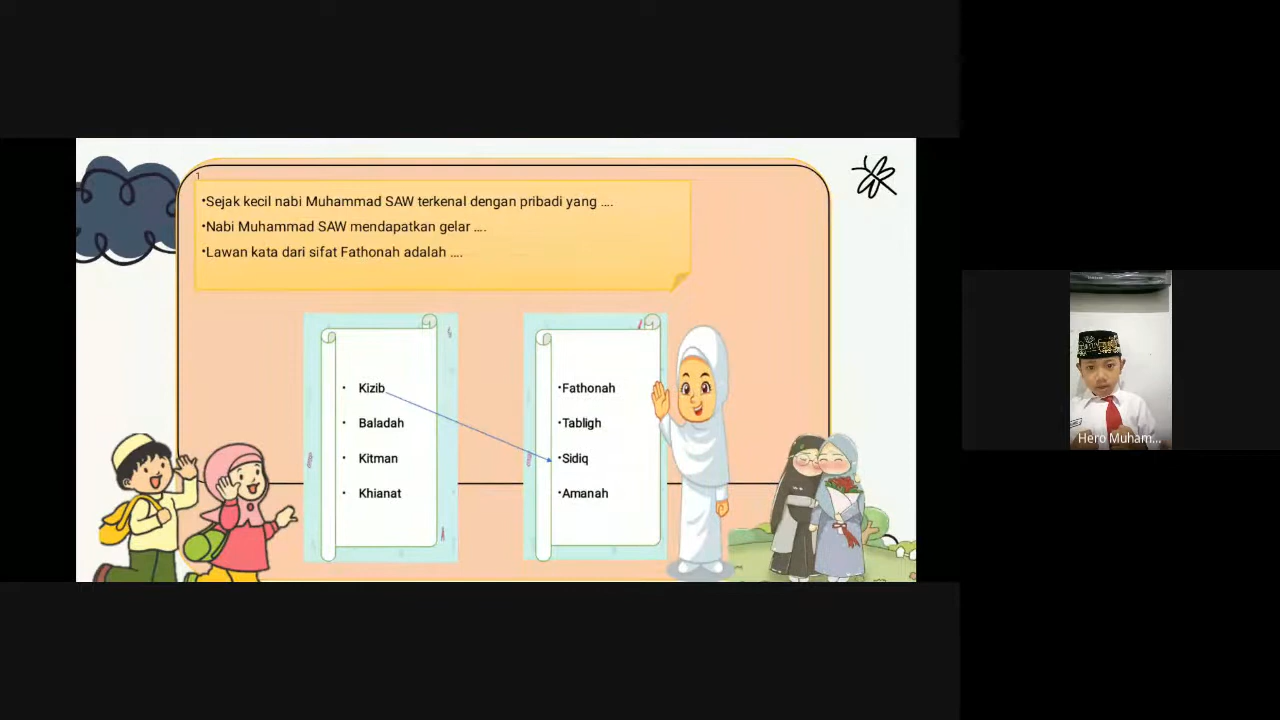 1
•Sejak kecil nabi Muhammad SAW terkenal dengan pribadi yang ....
•Nabi Muhammad SAW mendapatkan gelar ....
•Lawan kata dari sifat Fathonah adalah ....
• Kizib
• Baladah
• Kitman
• Khianat
•Fathonah
•Tabligh
•Sidiq
•Amanah
Hero Muham...